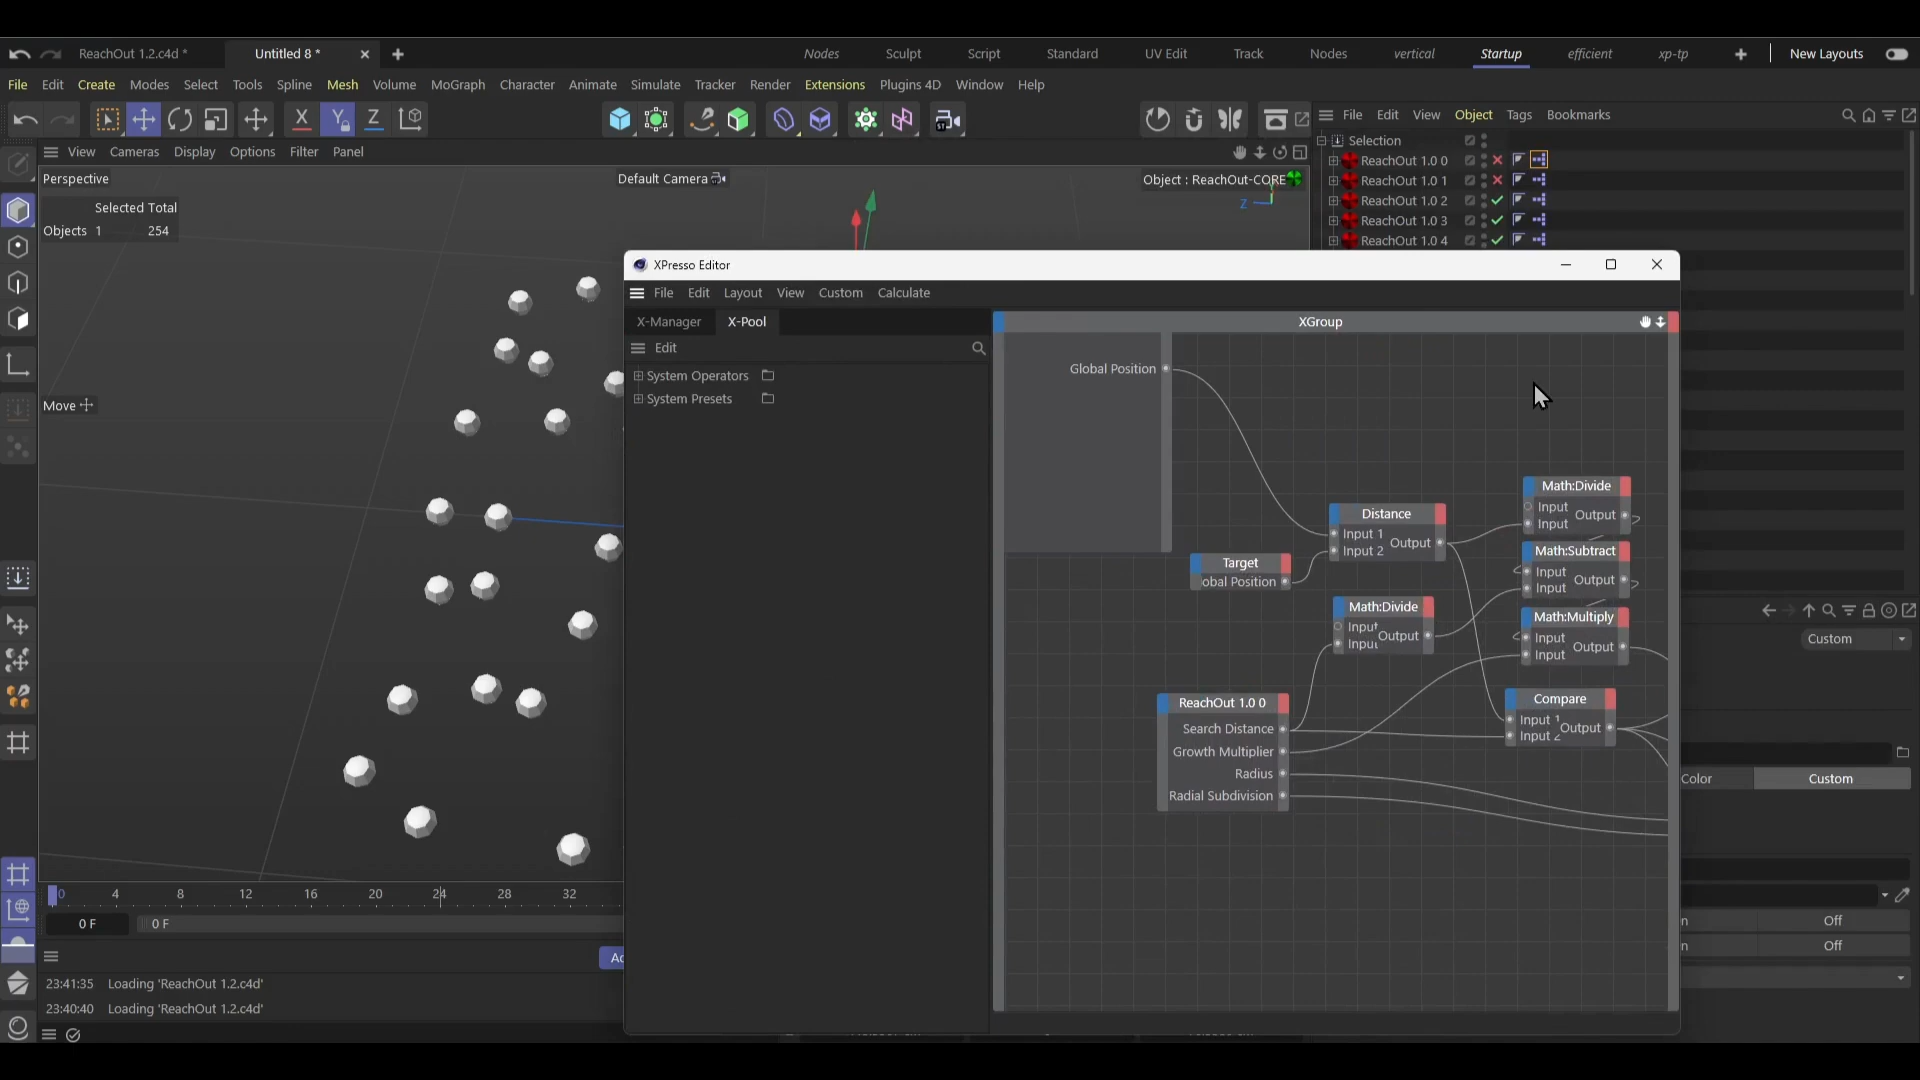 ReachOut 1.2.c4d *
Untitled 8 *
Nodes
Sculpt
Script
Standard
UV Edit
Track
Nodes
vertical
Startup
efficient
xp-tp
New Layouts
File Edit Create Modes Select Tools Spline Mesh Volume MoGraph Character Animate Simulate Tracker Render Extensions Plugins 4D Window Help
X Y Z
File Edit View Object Tags Bookmarks
View Cameras Display Options Filter Panel
Selection
ReachOut 1.0 0
ReachOut 1.0 1
ReachOut 1.0 2
ReachOut 1.0 3
ReachOut 1.0 4
Perspective
Default Camera
Object : ReachOut-CORE
Y
Z
Selected Total
Objects 1 254
Move
XPresso Editor
File Edit Layout View Custom Calculate
X-Manager X-Pool
Edit
System Operators
System Presets
XGroup
Global Position
Distance
Input 1
Input 2
Output
Target
obal Position
Math:Divide
Input
Input
Output
Math:Divide
Input
Input
Output
Math:Subtract
Input
Input
Output
Math:Multiply
Input
Input
Output
ReachOut 1.0 0
Search Distance
Growth Multiplier
Radius
Radial Subdivision
Compare
Input 1
Input 2
Output
Custom
Color
Custom
n Off
n Off
0 4 8 12 16 20 24 28 32
0 F
0 F
23:41:35 Loading 'ReachOut 1.2.c4d'
23:40:40 Loading 'ReachOut 1.2.c4d'